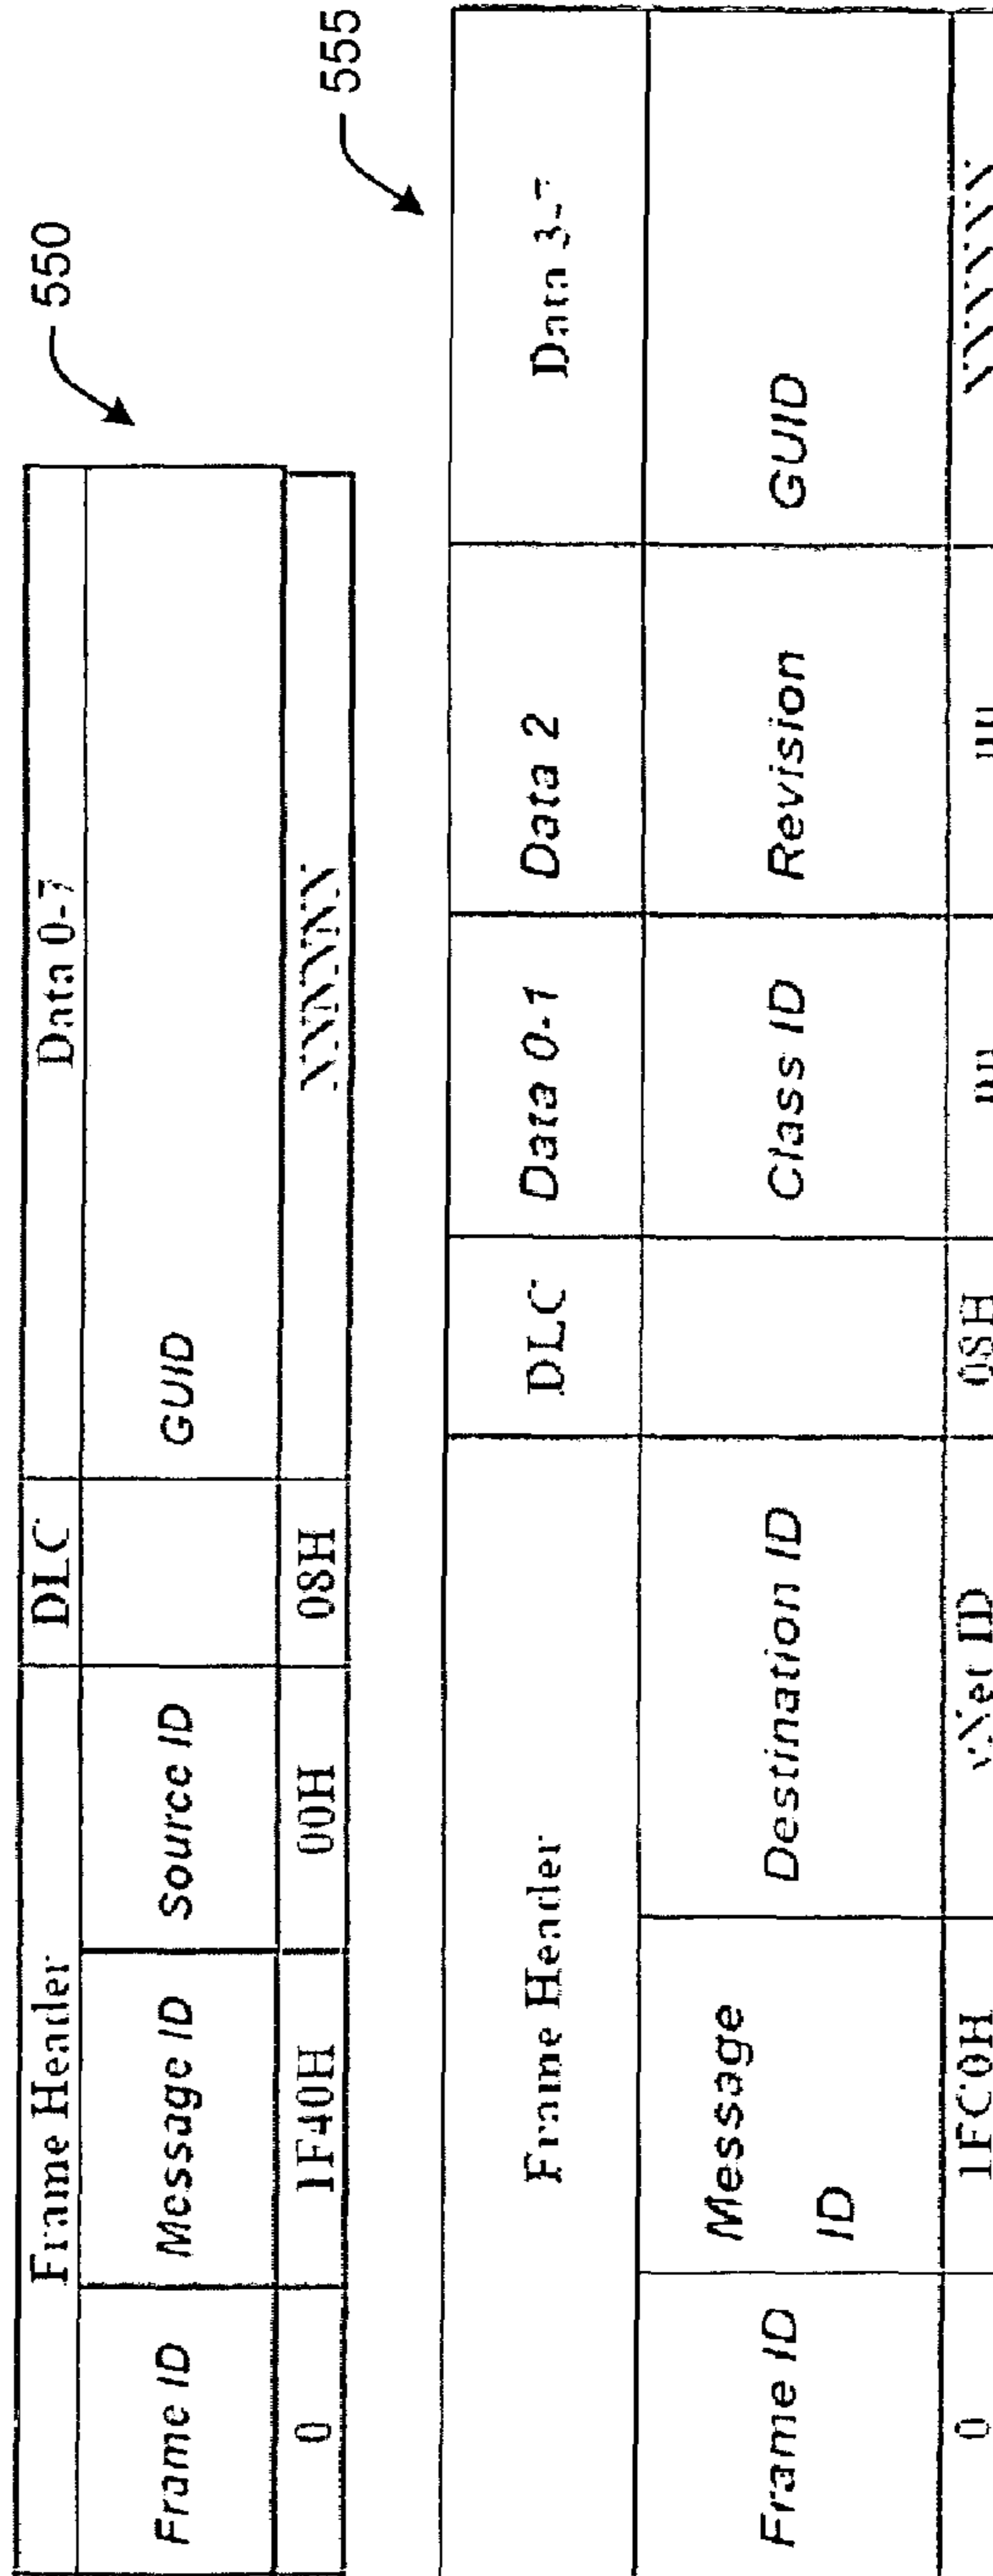 550
Frame Header DLC Data 0-7
Frame ID Message ID Source ID GUID
0 1F40H 00H 08H
555
Frame Header DLC Data 0-1 Data 2 Data 3-7
Frame ID Message ID Destination ID Class ID Revision GUID
0 1FC0H 08H